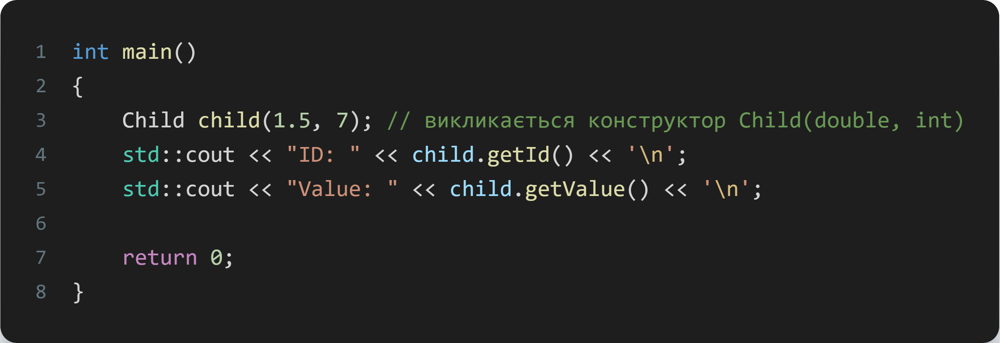 1 int main()
2 {
3     Child child(1.5, 7); // викликається конструктор Child(double, int)
4     std::cout << "ID: " << child.getId() << '\n';
5     std::cout << "Value: " << child.getValue() << '\n';
6
7     return 0;
8 }